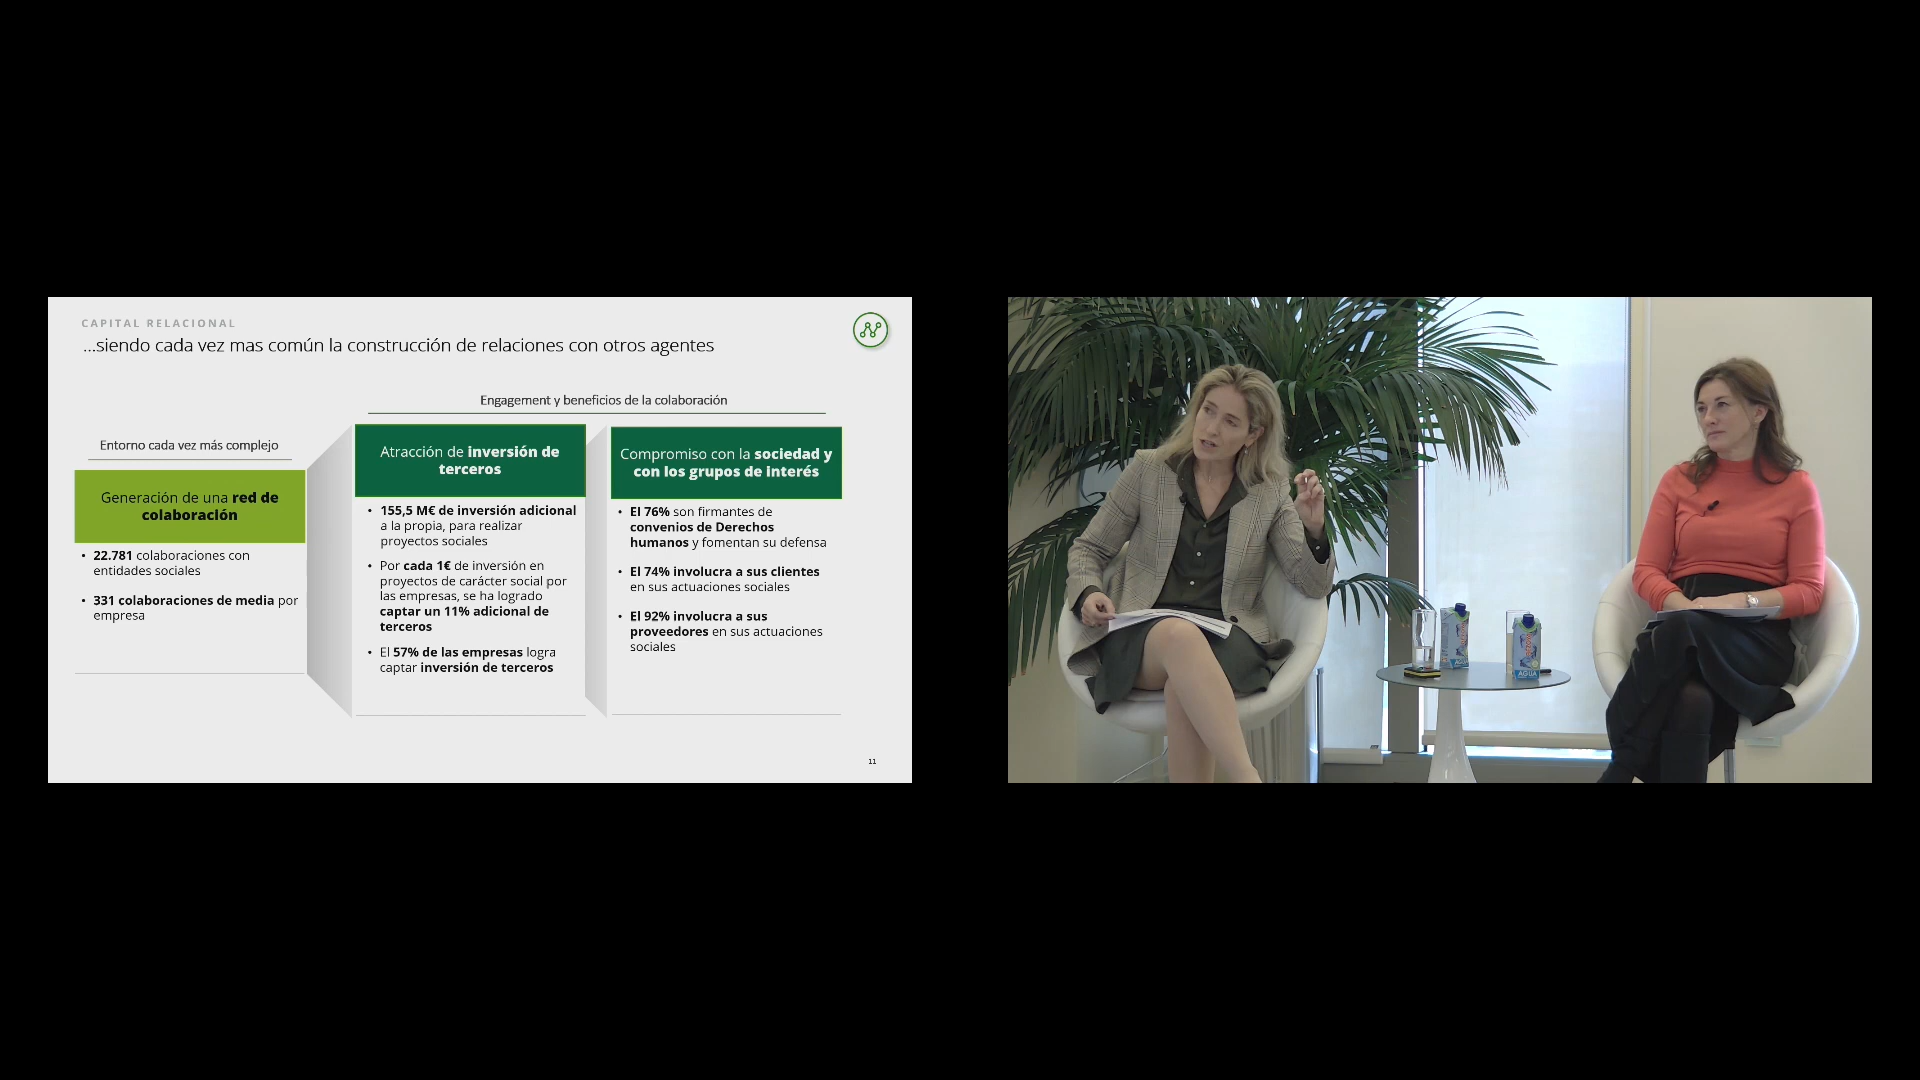 CAPITAL RELACIONAL
...siendo cada vez mas común la construcción de relaciones con otros agentes
Engagement y beneficios de la colaboración
Entorno cada vez más complejo
Generación de una red de
colaboración
• 22.781 colaboraciones con
entidades sociales
• 331 colaboraciones de media por
empresa
Atracción de inversión de
terceros
• 155,5 M€ de inversión adicional
a la propia, para realizar
proyectos sociales
• Por cada 1€ de inversión en
proyectos de carácter social por
las empresas, se ha logrado
captar un 11% adicional de
terceros
• El 57% de las empresas logra
captar inversión de terceros
Compromiso con la sociedad y
con los grupos de interés
• El 76% son firmantes de
convenios de Derechos
humanos y fomentan su defensa
• El 74% involucra a sus clientes
en sus actuaciones sociales
• El 92% involucra a sus
proveedores en sus actuaciones
sociales
11
AGUA